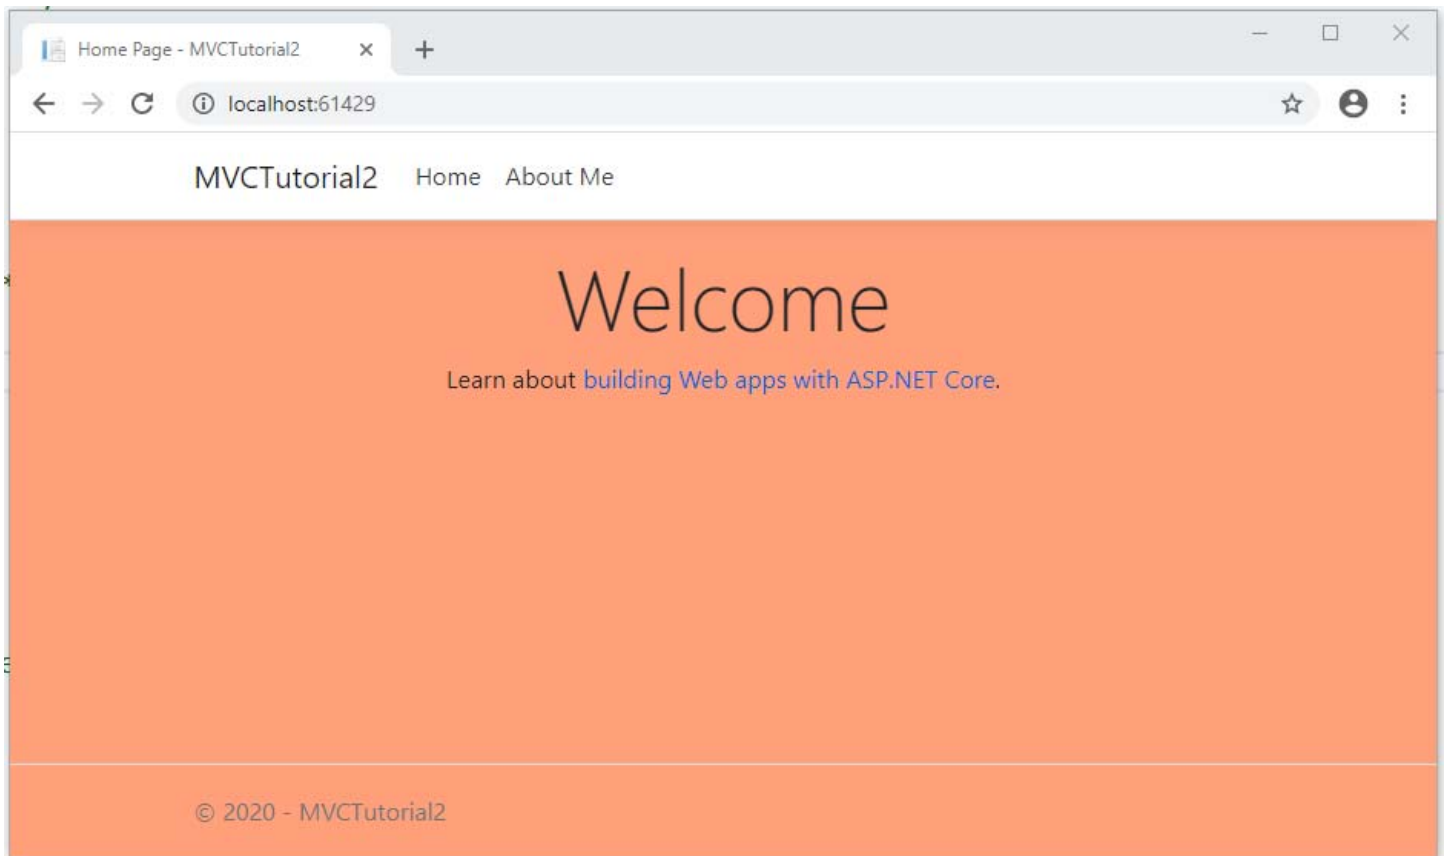 Home Page - MVCTutorial2
localhost:61429
MVCTutorial2 Home About Me
Welcome
Learn about building Web apps with ASP.NET Core.
© 2020 - MVCTutorial2